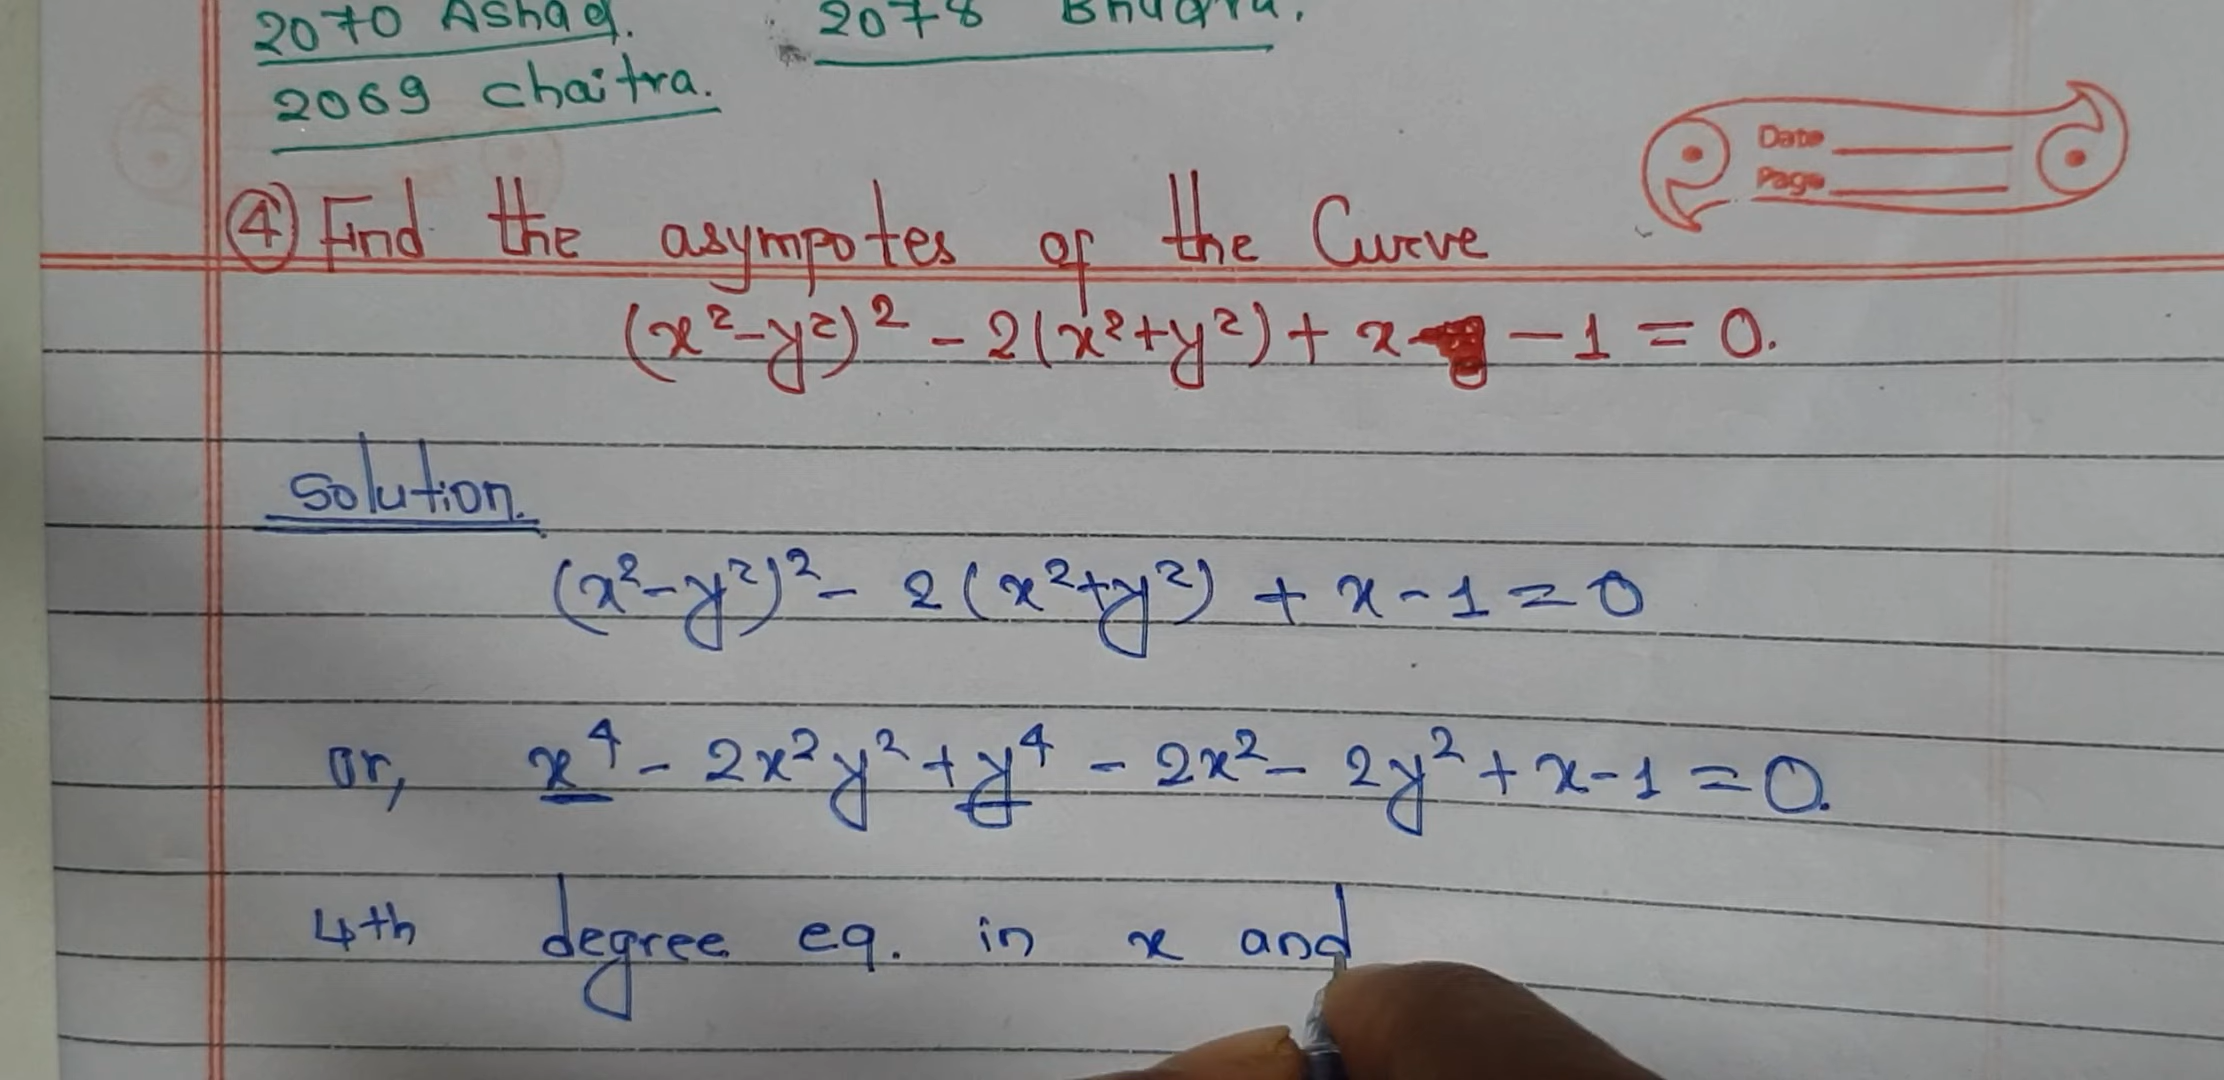 2070 Ashad. 2078 Bhadra.
2069 chaitra.
Date
Page
④ Find the asympotes of the Curve
(x²-y²)² - 2(x²+y²) + x - 1 = 0.
Solution.
(x²-y²)² - 2(x²+y²) + x - 1 = 0
or, x⁴ - 2x²y² + y⁴ - 2x² - 2y² + x - 1 = 0.
4th degree eq. in x and